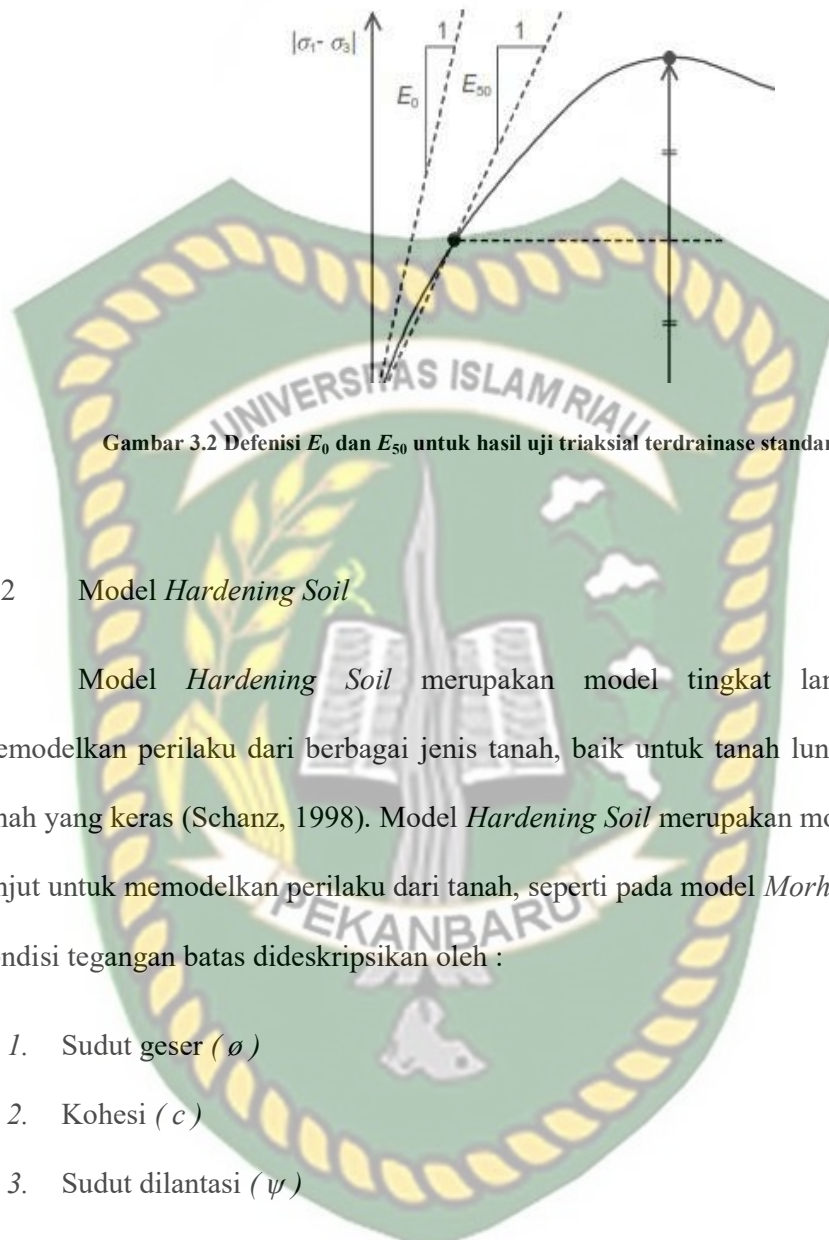 |σ₁- σ₃|
1
1
E₀
E₅₀
UNIVERSITAS ISLAM RIAU
Gambar 3.2 Defenisi E₀ dan E₅₀ untuk hasil uji triaksial terdrainase standar
2 Model Hardening Soil
Model Hardening Soil merupakan model tingkat lan
emodelkan perilaku dari berbagai jenis tanah, baik untuk tanah lun
nah yang keras (Schanz, 1998). Model Hardening Soil merupakan mo
njut untuk memodelkan perilaku dari tanah, seperti pada model Morh
PEKANBARU
ndisi tegangan batas dideskripsikan oleh :
1. Sudut geser ( ø )
2. Kohesi ( c )
3. Sudut dilantasi ( ψ )